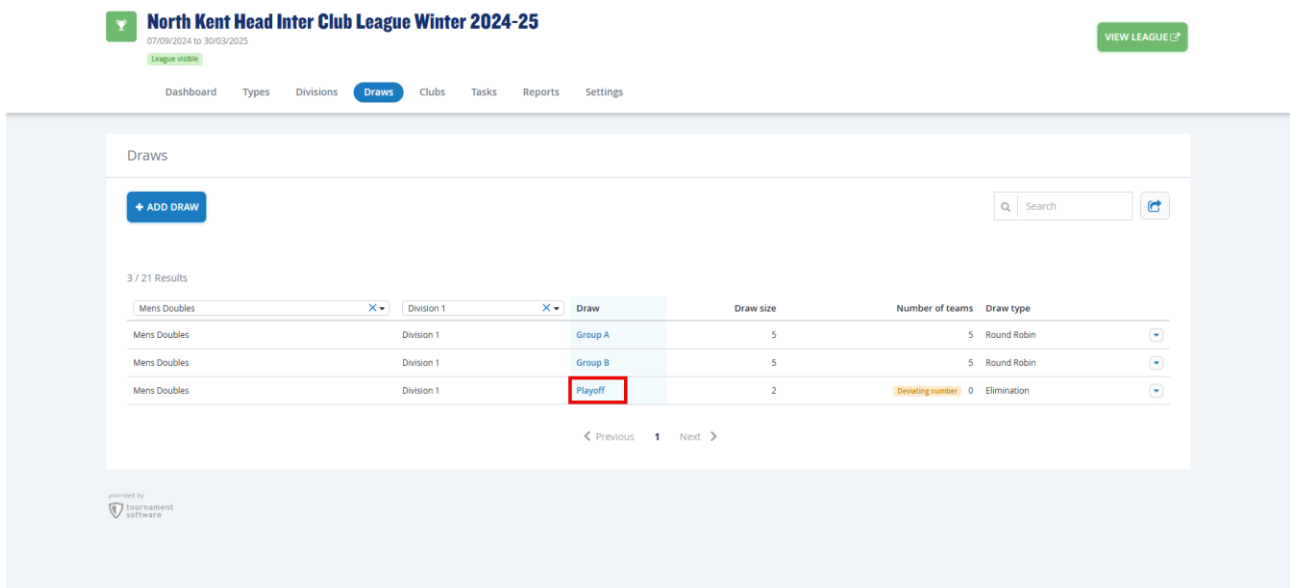 North Kent Head Inter Club League Winter 2024-25
07/09/2024 to 30/03/2025
VIEW LEAGUE
League visible
Dashboard Types Divisions Draws Clubs Tasks Reports Settings
Draws
+ ADD DRAW
Search
3 / 21 Results
Mens Doubles Division 1 Draw Draw size Number of teams Draw type
Mens Doubles Division 1 Group A 5 5 Round Robin
Mens Doubles Division 1 Group B 5 5 Round Robin
Mens Doubles Division 1 Playoff 2 Deviating number 0 Elimination
Previous 1 Next
provided by
tournament
software